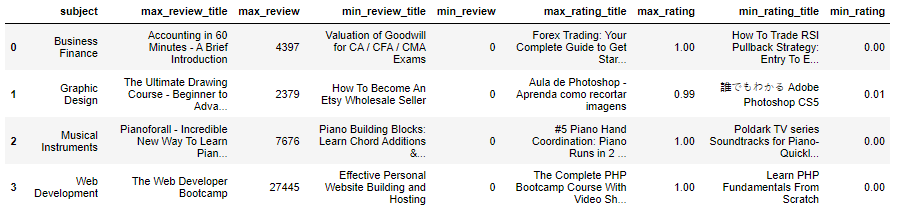 subject max_review_title max_review min_review_title min_review max_rating_title max_rating min_rating_title min_rating
0 Business Finance Accounting in 60 Minutes - A Brief Introduction 4397 Valuation of Goodwill for CA / CFA / CMA Exams 0 Forex Trading: Your Complete Guide to Get Star... 1.00 How To Trade RSI Pullback Strategy: Entry To E... 0.00
1 Graphic Design The Ultimate Drawing Course - Beginner to Adva... 2379 How To Become An Etsy Wholesale Seller 0 Aula de Photoshop - Aprenda como recortar imagens 0.99 誰でもわかる Adobe Photoshop CS5 0.01
2 Musical Instruments Pianoforall - Incredible New Way To Learn Pian... 7676 Piano Building Blocks: Learn Chord Additions &... 0 #5 Piano Hand Coordination: Piano Runs in 2 ... 1.00 Poldark TV series Soundtracks for Piano- Quickl... 0.00
3 Web Development The Web Developer Bootcamp 27445 Effective Personal Website Building and Hosting 0 The Complete PHP Bootcamp Course With Video Sh... 1.00 Learn PHP Fundamentals From Scratch 0.00